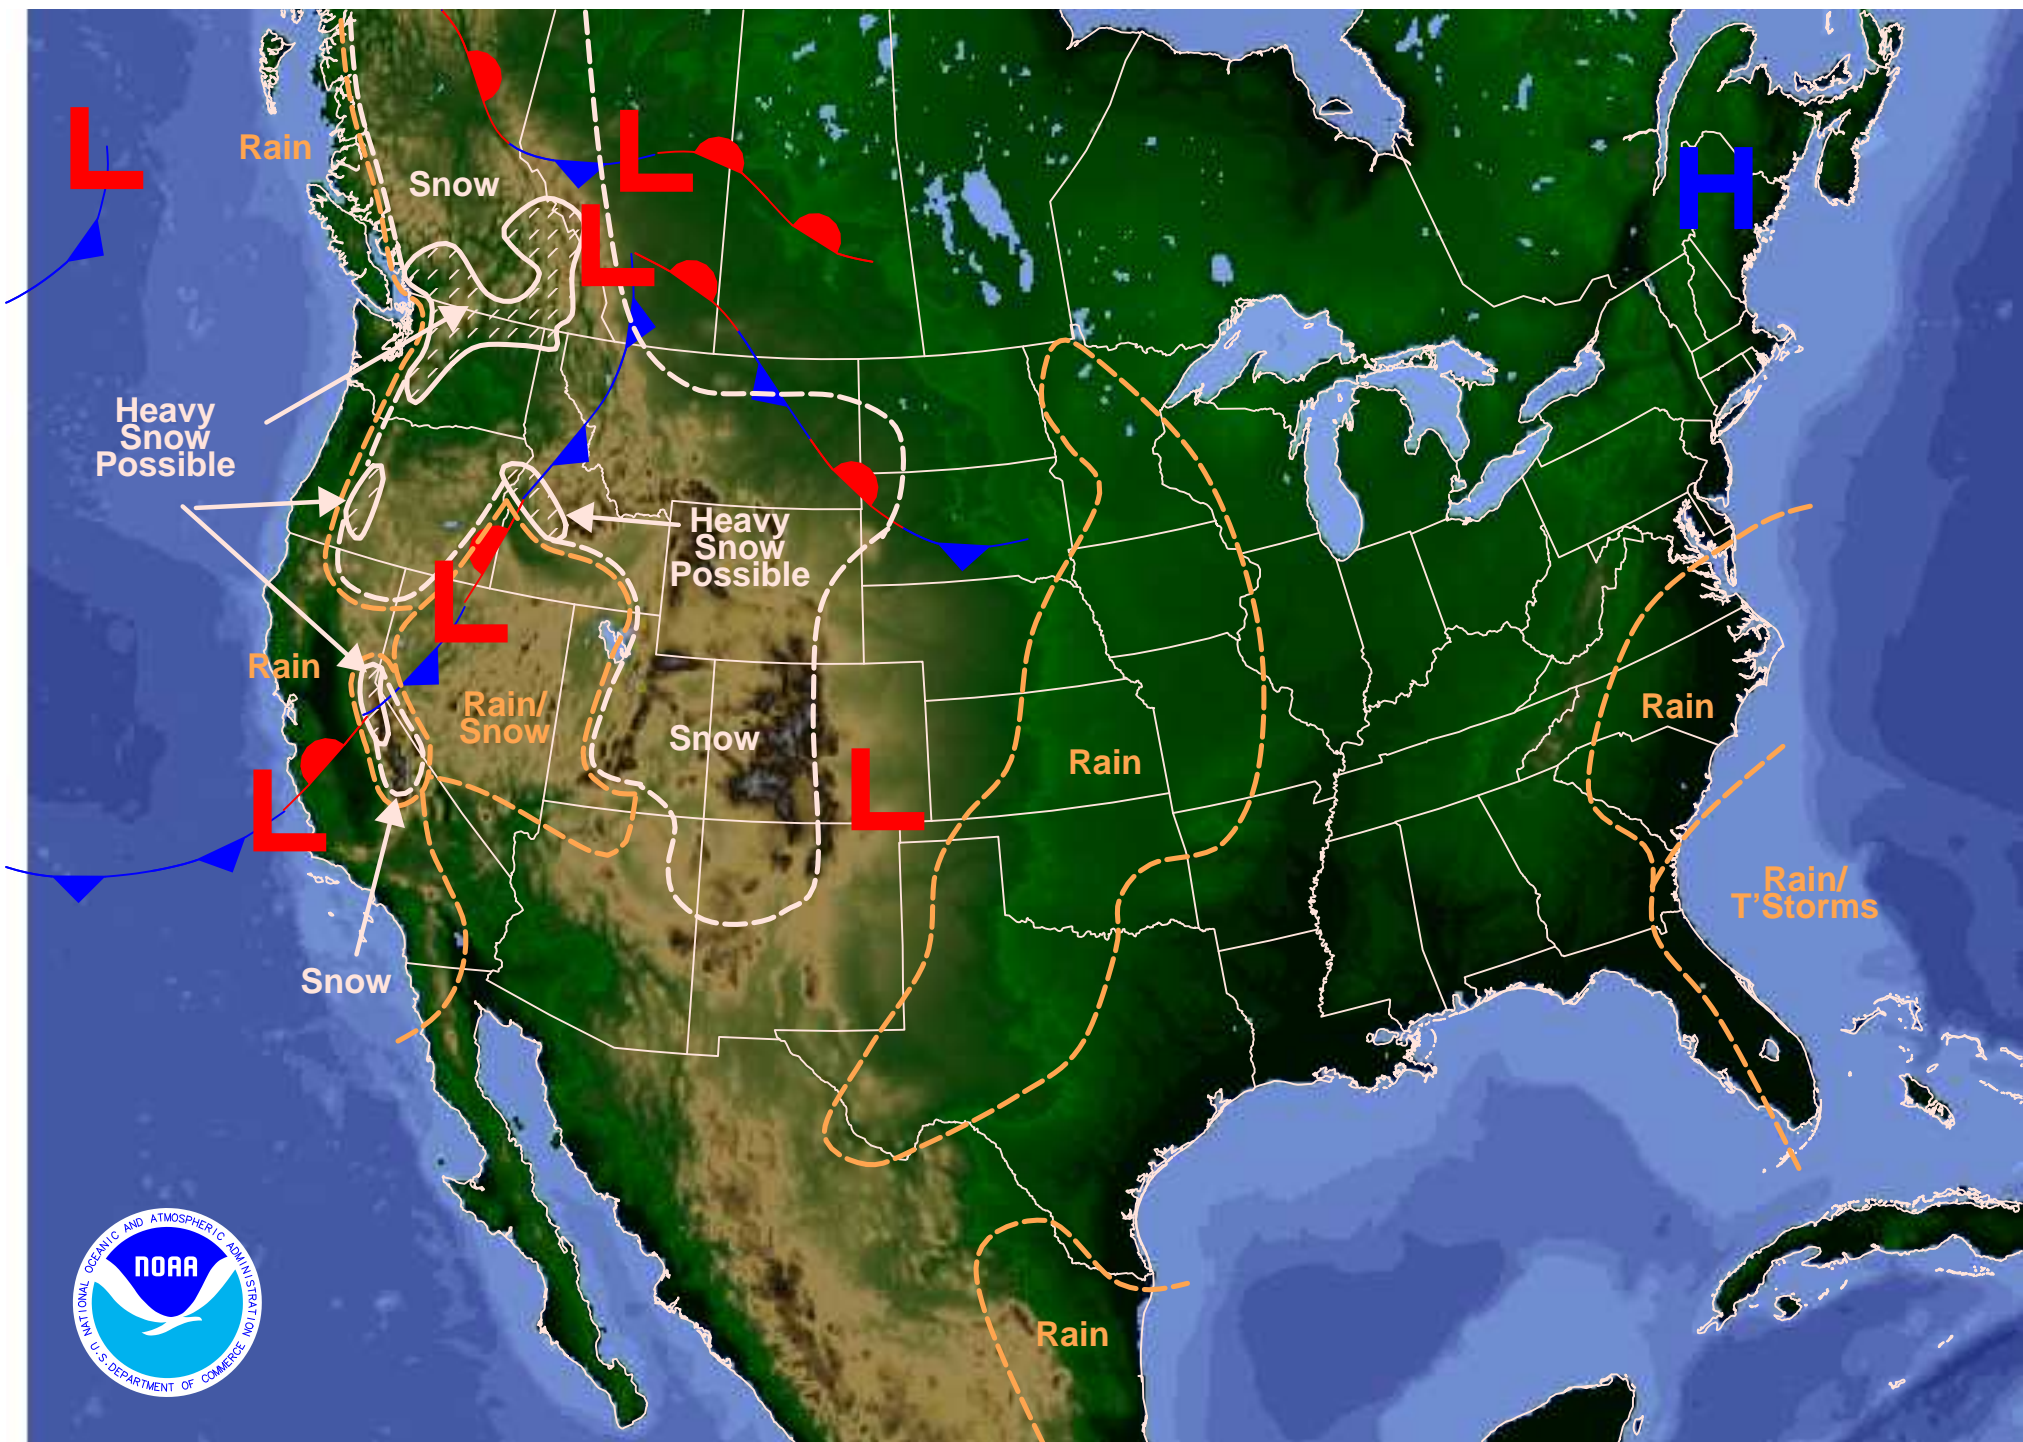 L
L
H
Rain
Snow
L
Heavy
Snow
Possible
Heavy
Snow
Possible
L
Rain
Rain/
Snow
Snow
Rain
Rain
L
L
Rain/
T'Storms
Snow
Rain
NATIONAL OCEANIC AND ATMOSPHERIC ADMINISTRATION
NOAA
U.S. DEPARTMENT OF COMMERCE